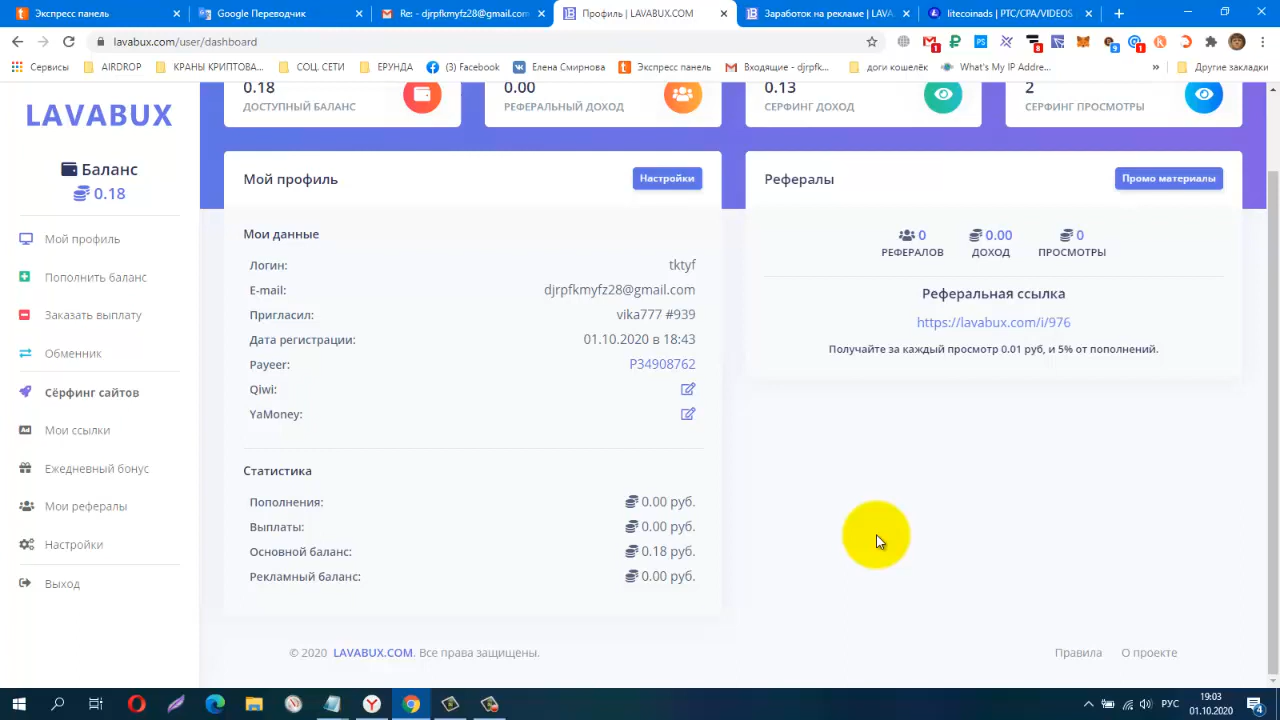 Экспресс панель
Google Переводчик
Re: - djrpfkmyfz28@gmail.com
Профиль | LAVABUX.COM
Заработок на рекламе | LAVA
litecoinads | PTC/CPA/VIDEOS
lavabux.com/user/dashboard
Сервисы
AIRDROP
КРАНЫ КРИПТОВА...
СОЦ. СЕТИ
ЕРУНДА
(3) Facebook
Елена Смирнова
Экспресс панель
Входящие - djrpfk...
доги кошелёк
What's My IP Addre...
»
Другие закладки
LAVABUX
Баланс
0.18
Мой профиль
Пополнить баланс
Заказать выплату
Обменник
Сёрфинг сайтов
Мои ссылки
Ежедневный бонус
Мои рефералы
Настройки
Выход
0.18
ДОСТУПНЫЙ БАЛАНС
0.00
РЕФЕРАЛЬНЫЙ ДОХОД
0.13
СЕРФИНГ ДОХОД
2
СЕРФИНГ ПРОСМОТРЫ
Мой профиль
Настройки
Мои данные
Логин: tktyf
E-mail: djrpfkmyfz28@gmail.com
Пригласил: vika777 #939
Дата регистрации: 01.10.2020 в 18:43
Payeer: P34908762
Qiwi:
YaMoney:
Статистика
Пополнения: 0.00 руб.
Выплаты: 0.00 руб.
Основной баланс: 0.18 руб.
Рекламный баланс: 0.00 руб.
Рефералы
Промо материалы
0
РЕФЕРАЛОВ
0.00
ДОХОД
0
ПРОСМОТРЫ
Реферальная ссылка
https://lavabux.com/i/976
Получайте за каждый просмотр 0.01 руб, и 5% от пополнений.
© 2020 LAVABUX.COM. Все права защищены.
Правила
О проекте
РУС
19:03
01.10.2020